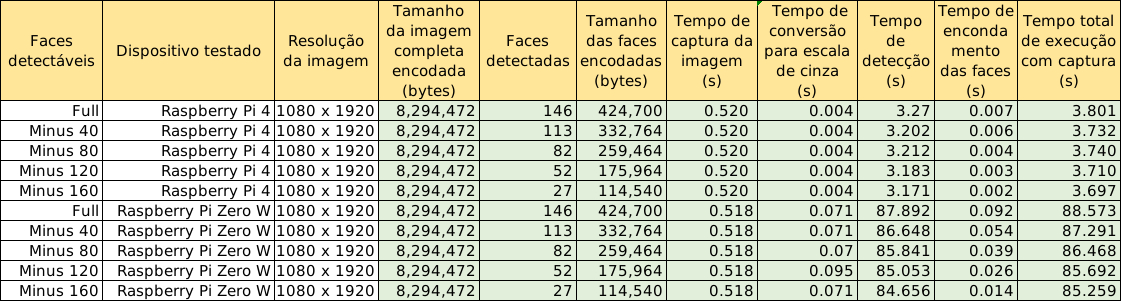 Faces detectáveis | Dispositivo testado | Resolução da imagem | Tamanho da imagem completa encodada (bytes) | Faces detectadas | Tamanho das faces encodadas (bytes) | Tempo de captura da imagem (s) | Tempo de conversão para escala de cinza (s) | Tempo de detecção (s) | Tempo de enconda mento das faces (s) | Tempo total de execução com captura (s)
Full | Raspberry Pi 4 | 1080 x 1920 | 8,294,472 | 146 | 424,700 | 0.520 | 0.004 | 3.27 | 0.007 | 3.801
Minus 40 | Raspberry Pi 4 | 1080 x 1920 | 8,294,472 | 113 | 332,764 | 0.520 | 0.004 | 3.202 | 0.006 | 3.732
Minus 80 | Raspberry Pi 4 | 1080 x 1920 | 8,294,472 | 82 | 259,464 | 0.520 | 0.004 | 3.212 | 0.004 | 3.740
Minus 120 | Raspberry Pi 4 | 1080 x 1920 | 8,294,472 | 52 | 175,964 | 0.520 | 0.004 | 3.183 | 0.003 | 3.710
Minus 160 | Raspberry Pi 4 | 1080 x 1920 | 8,294,472 | 27 | 114,540 | 0.520 | 0.004 | 3.171 | 0.002 | 3.697
Full | Raspberry Pi Zero W | 1080 x 1920 | 8,294,472 | 146 | 424,700 | 0.518 | 0.071 | 87.892 | 0.092 | 88.573
Minus 40 | Raspberry Pi Zero W | 1080 x 1920 | 8,294,472 | 113 | 332,764 | 0.518 | 0.071 | 86.648 | 0.054 | 87.291
Minus 80 | Raspberry Pi Zero W | 1080 x 1920 | 8,294,472 | 82 | 259,464 | 0.518 | 0.07 | 85.841 | 0.039 | 86.468
Minus 120 | Raspberry Pi Zero W | 1080 x 1920 | 8,294,472 | 52 | 175,964 | 0.518 | 0.095 | 85.053 | 0.026 | 85.692
Minus 160 | Raspberry Pi Zero W | 1080 x 1920 | 8,294,472 | 27 | 114,540 | 0.518 | 0.071 | 84.656 | 0.014 | 85.259